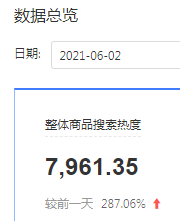 数据总览
日期: 2021-06-02
整体商品搜索热度
7,961.35
较前一天 287.06%